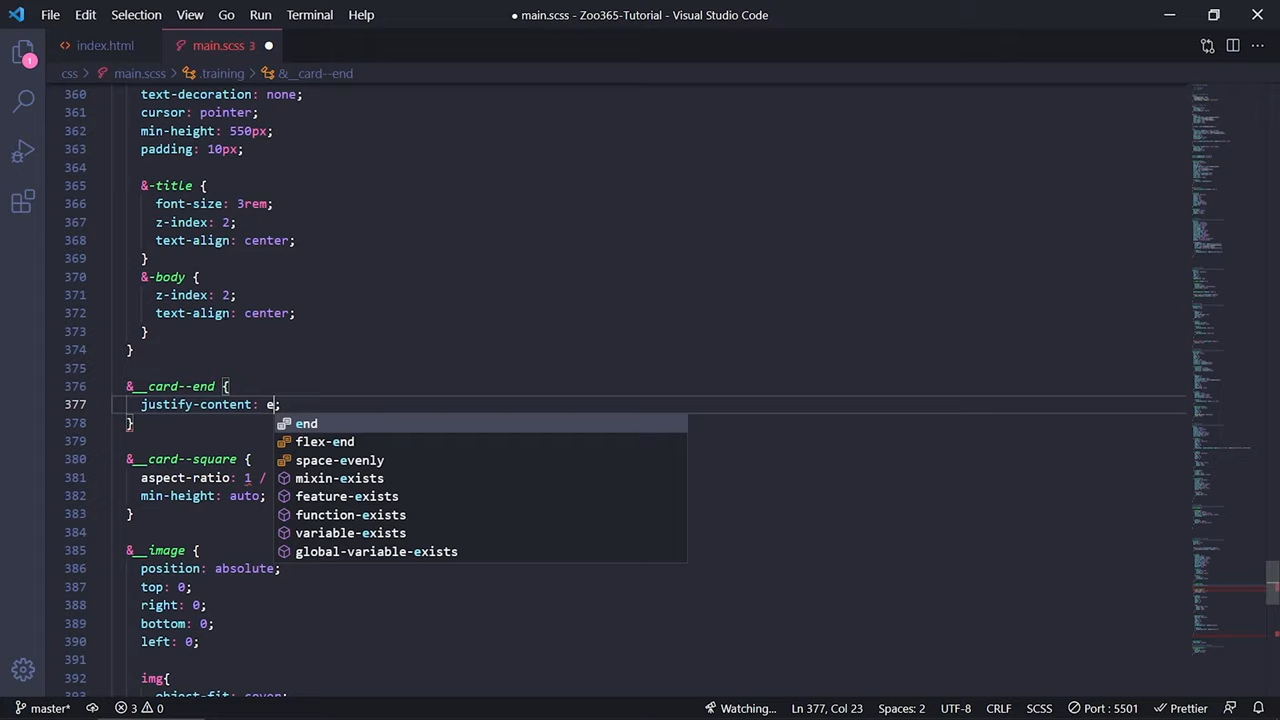 File Edit Selection View Go Run Terminal Help
● main.scss - Zoo365-Tutorial - Visual Studio Code
index.html main.scss 3
css > main.scss > .training > &__card--end
360 text-decoration: none;
361 cursor: pointer;
362 min-height: 550px;
363 padding: 10px;
364
365 &-title {
366 font-size: 3rem;
367 z-index: 2;
368 text-align: center;
369 }
370 &-body {
371 z-index: 2;
372 text-align: center;
373 }
374 }
375
376 &__card--end {
377 justify-content: e;
378 }
379
380 &__card--square {
381 aspect-ratio: 1 /
382 min-height: auto;
383 }
384
385 &__image {
386 position: absolute;
387 top: 0;
388 right: 0;
389 bottom: 0;
390 left: 0;
391
392 img{
393 object-fit: cover;
end
flex-end
space-evenly
mixin-exists
feature-exists
function-exists
variable-exists
global-variable-exists
1
master* 3 0 Watching... Ln 377, Col 23 Spaces: 2 UTF-8 CRLF SCSS Port : 5501 Prettier